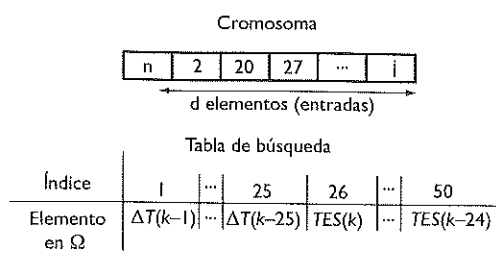 Cromosoma
n 2 20 27 ... j
d elementos (entradas)
Tabla de búsqueda
Índice 1 ... 25 26 ... 50
Elemento en Ω ΔT(k–1) ... ΔT(k–25) TES(k) ... TES(k–24)